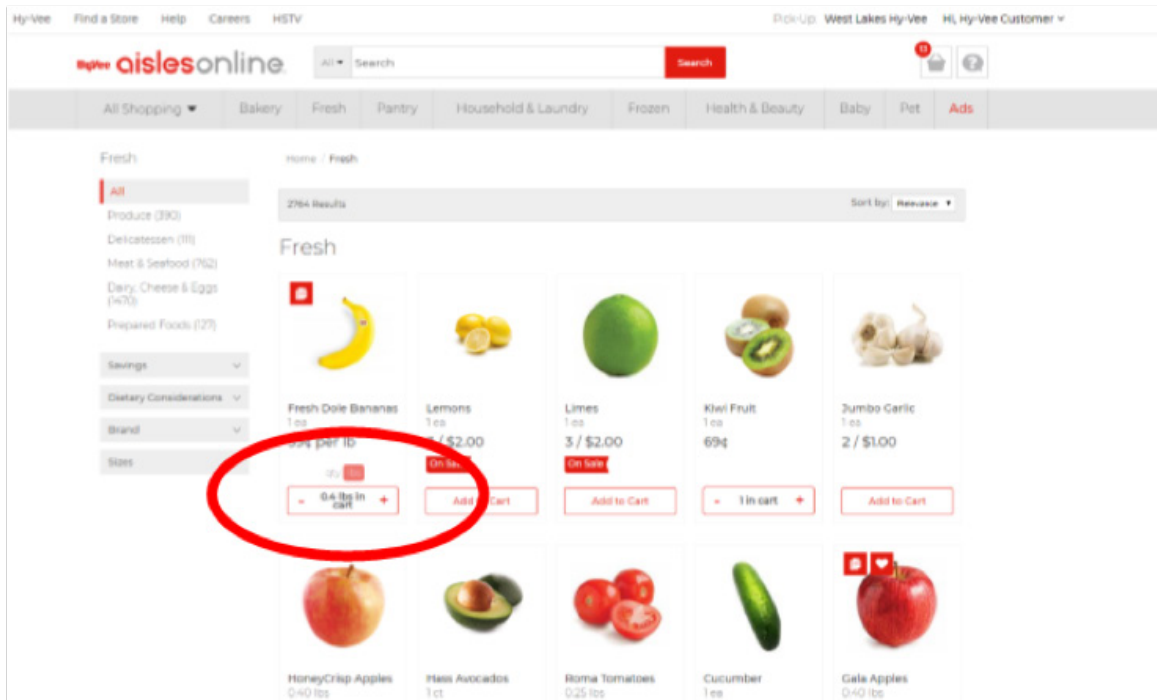 Hy-Vee Find a Store Help Careers HSTV Pick-Up: West Lakes Hy-Vee Hi, Hy-Vee Customer
HyVee aislesonline. All Search Search 13
All Shopping Bakery Fresh Pantry Household & Laundry Frozen Health & Beauty Baby Pet Ads
Fresh
All
Produce (390)
Delicatessen (111)
Meat & Seafood (762)
Dairy, Cheese & Eggs
(1470)
Prepared Foods (127)
Savings
Dietary Considerations
Brand
Sizes
Home / Fresh
2764 Results Sort by: Relevance
Fresh
Fresh Dole Bananas Lemons Limes Kiwi Fruit Jumbo Garlic
1 ea 1 ea 1 ea 1 ea 1 ea
per lb / $2.00 3 / $2.00 69¢ 2 / $1.00
qty lbs On Sale On Sale
- 0.4 lbs in
cart + Add to Cart Add to Cart - 1 in cart + Add to Cart
HoneyCrisp Apples Hass Avocados Roma Tomatoes Cucumber Gala Apples
0.40 lbs 1 ct 0.25 lbs 1 ea 0.40 lbs